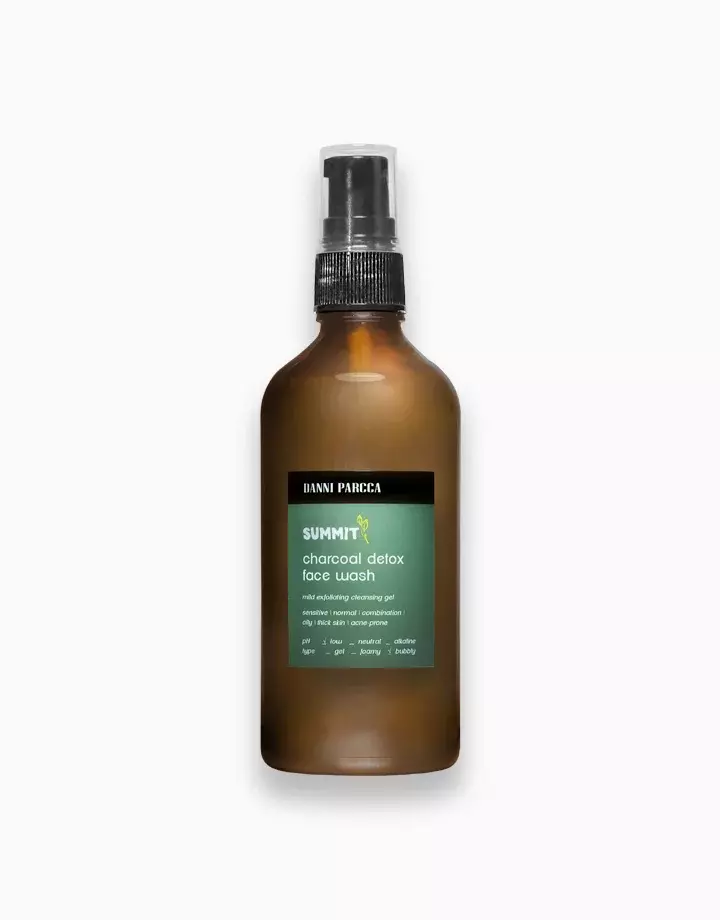 DANNI PARCCA
SUMMIT
charcoal detox
face wash
mild exfoliating cleansing gel
sensitive | normal | combination |
oily | thick skin | acne-prone
pH √ low _ neutral _ alkaline
type _ gel _ foamy √ bubbly